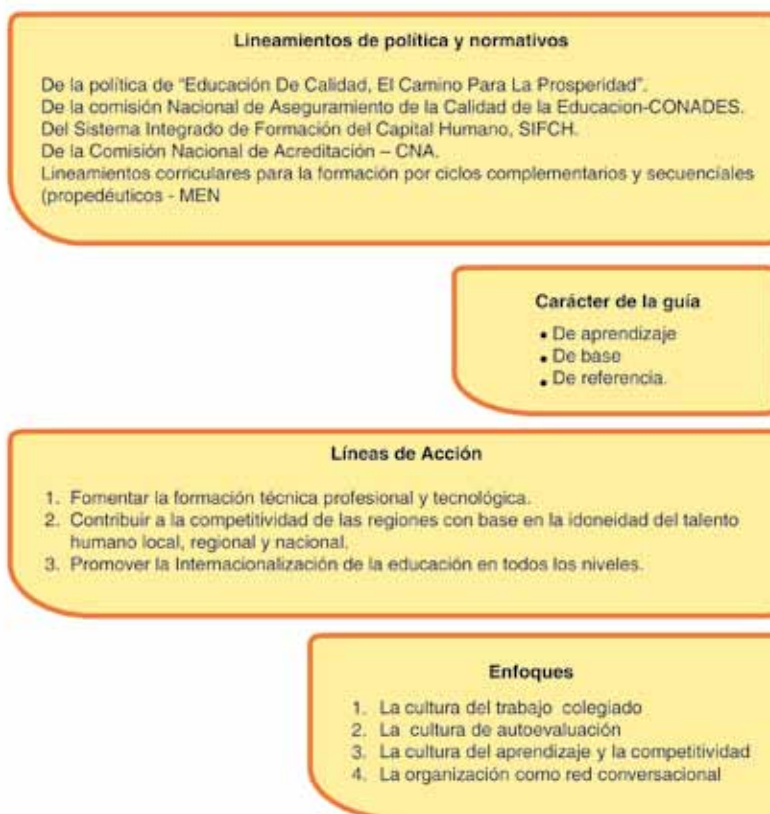 Lineamientos de política y normativos
De la política de "Educación De Calidad, El Camino Para La Prosperidad".
De la comisión Nacional de Aseguramiento de la Calidad de la Educacion-CONADES.
Del Sistema Integrado de Formación del Capital Humano, SIFCH.
De la Comisión Nacional de Acreditación – CNA.
Lineamientos corriculares para la formación por ciclos complementarios y secuenciales
(propedéuticos - MEN
Carácter de la guía
• De aprendizaje
• De base
• De referencia.
Líneas de Acción
1. Fomentar la formación técnica profesional y tecnológica.
2. Contribuir a la competitividad de las regiones con base en la idoneidad del talento
humano local, regional y nacional.
3. Promover la Internacionalización de la educación en todos los niveles.
Enfoques
1. La cultura del trabajo colegiado
2. La cultura de autoevaluación
3. La cultura del aprendizaje y la competitividad
4. La organización como red conversacional